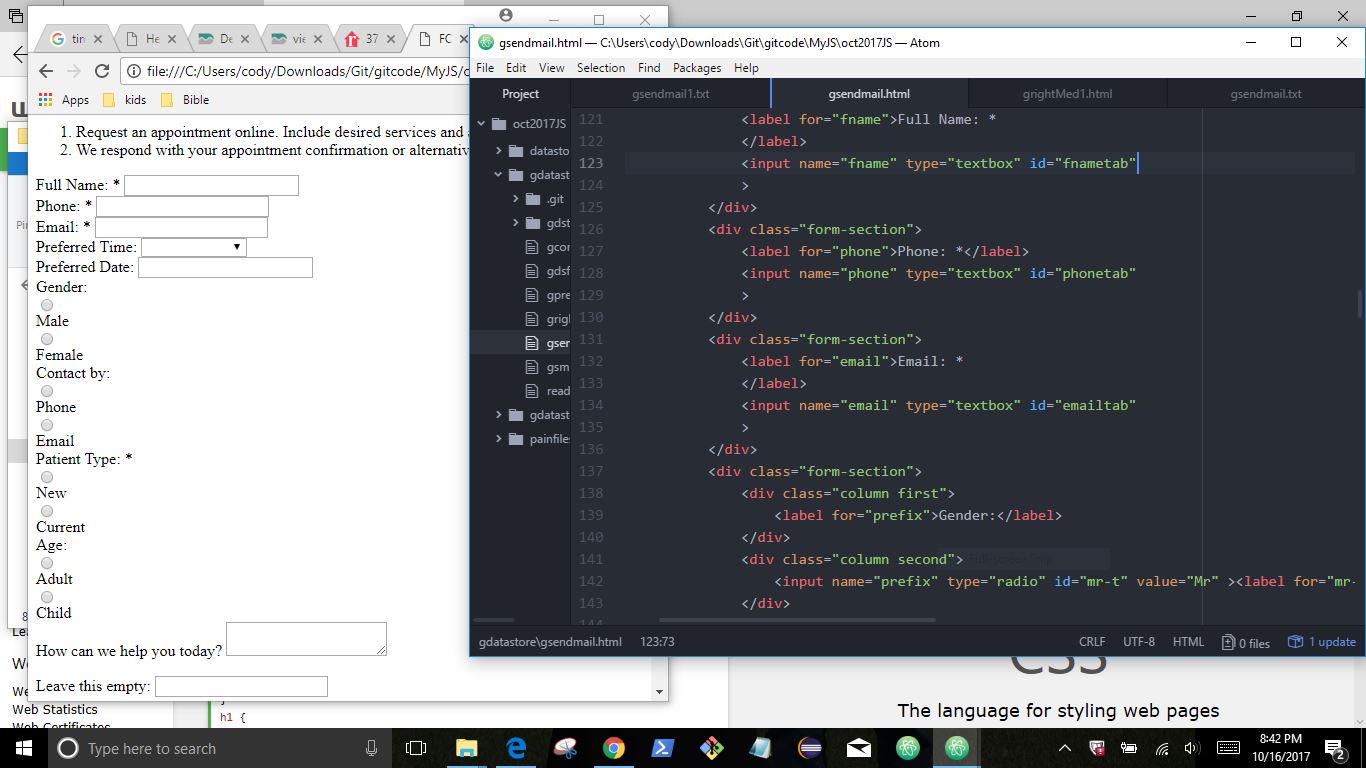 tin
He
De
vie
37
FC
file:///C:/Users/cody/Downloads/Git/gitcode/MyJS/o
Apps
kids
Bible
1. Request an appointment online. Include desired services and
2. We respond with your appointment confirmation or alternativ
Full Name: *
Phone: *
Email: *
Preferred Time:
Preferred Date:
Gender:
Male
Female
Contact by:
Phone
Email
Patient Type: *
New
Current
Age:
Adult
Child
How can we help you today?
Leave this empty:
gsendmail.html — C:\Users\cody\Downloads\Git\gitcode\MyJS\oct2017JS — Atom
File Edit View Selection Find Packages Help
Project
gsendmail1.txt
gsendmail.html
grightMed1.html
gsendmail.txt
oct2017JS
datasto
gdatast
.git
gdst
gcor
gdsf
gpre
grigl
gser
gsm
read
gdatast
painfile
121 <label for="fname">Full Name: *
122 </label>
123 <input name="fname" type="textbox" id="fnametab"
124 >
125 </div>
126 <div class="form-section">
127 <label for="phone">Phone: *</label>
128 <input name="phone" type="textbox" id="phonetab"
129 >
130 </div>
131 <div class="form-section">
132 <label for="email">Email: *
133 </label>
134 <input name="email" type="textbox" id="emailtab"
135 >
136 </div>
137 <div class="form-section">
138 <div class="column first">
139 <label for="prefix">Gender:</label>
140 </div>
141 <div class="column second">
142 <input name="prefix" type="radio" id="mr-t" value="Mr" ><label for="mr-
143 </div>
gdatastore\gsendmail.html 123:73
CRLF UTF-8 HTML 0 files 1 update
CSS
The language for styling web pages
Web Statistics
Web Certificates
h1 {
Type here to search
8:42 PM
10/16/2017
2